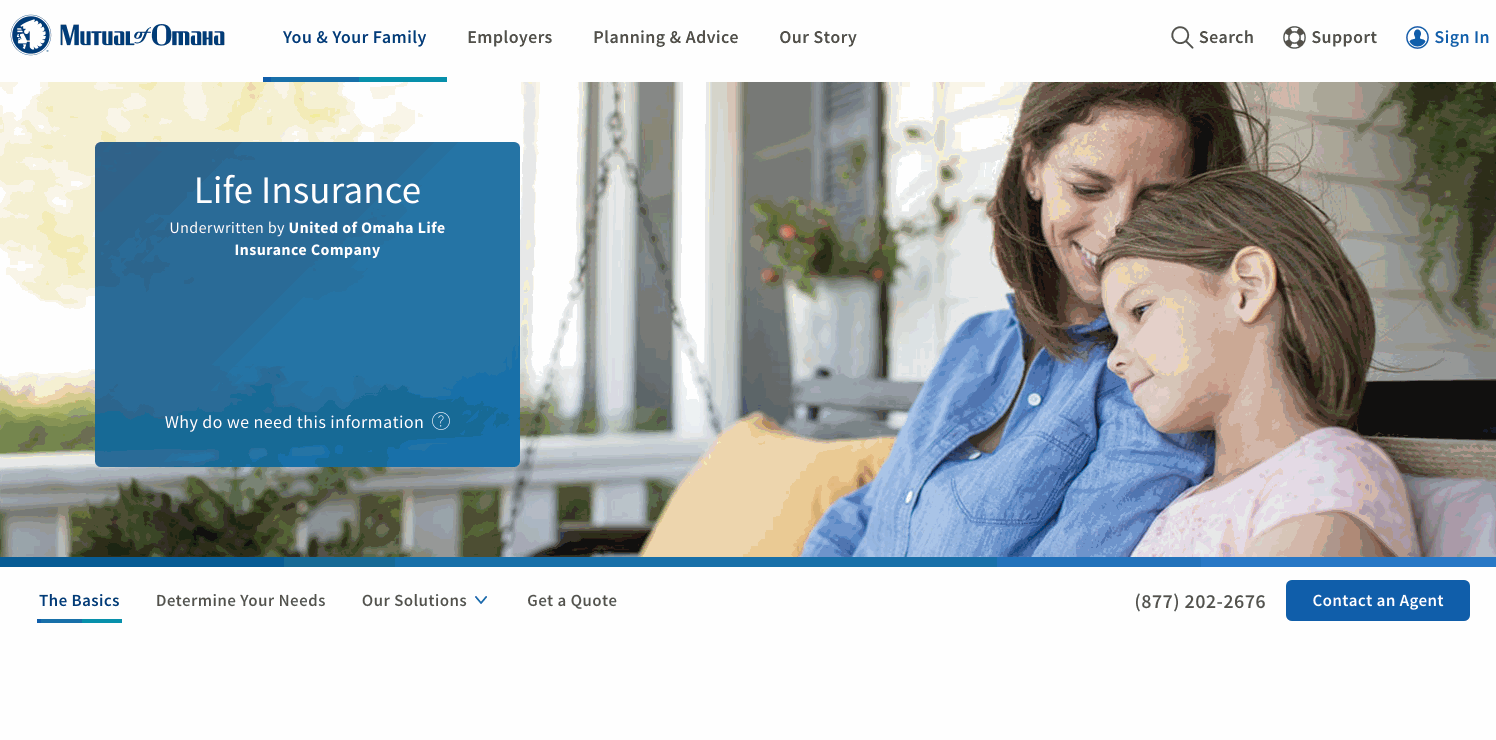 Mutual of Omaha
You & Your Family
Employers
Planning & Advice
Our Story
Search
Support
Sign In
Life Insurance
Underwritten by United of Omaha Life
Insurance Company
Why do we need this information ?
The Basics
Determine Your Needs
Our Solutions
Get a Quote
(877) 202-2676
Contact an Agent